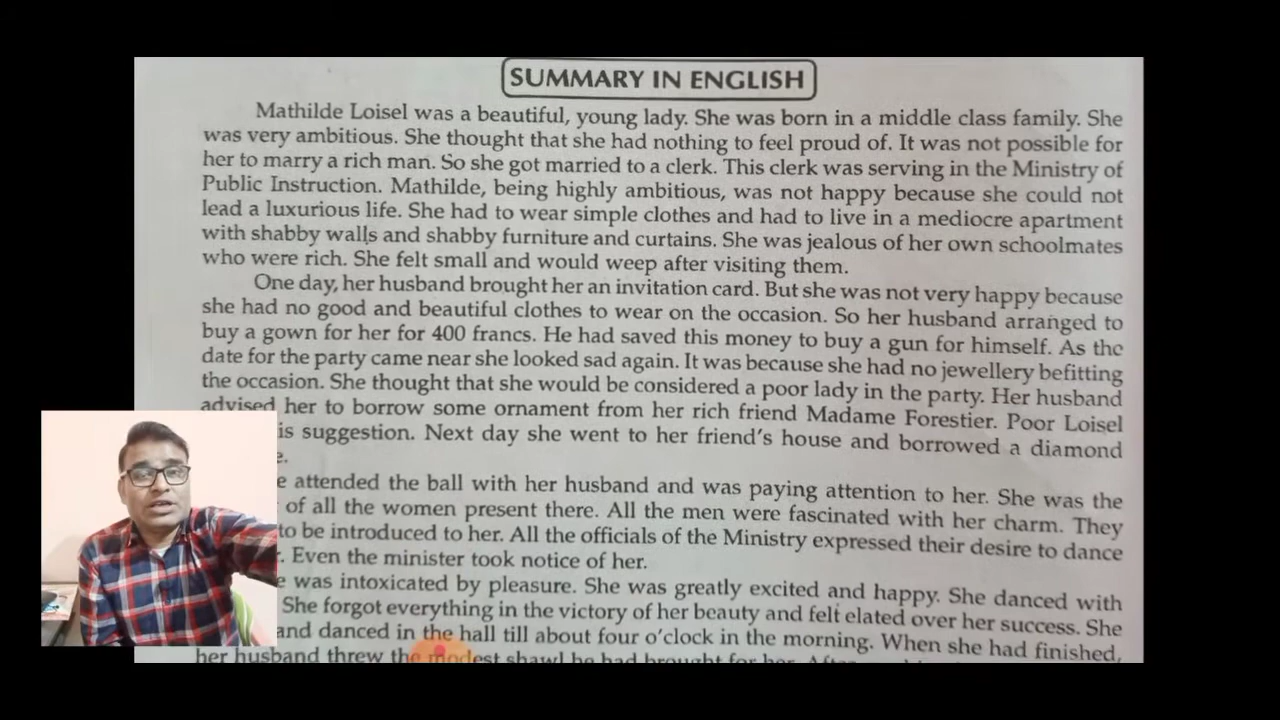 SUMMARY IN ENGLISH
Mathilde Loisel was a beautiful, young lady. She was born in a middle class family. She
was very ambitious. She thought that she had nothing to feel proud of. It was not possible for
her to marry a rich man. So she got married to a clerk. This clerk was serving in the Ministry of
Public Instruction. Mathilde, being highly ambitious, was not happy because she could not
lead a luxurious life. She had to wear simple clothes and had to live in a mediocre apartment
with shabby walls and shabby furniture and curtains. She was jealous of her own schoolmates
who were rich. She felt small and would weep after visiting them.
One day, her husband brought her an invitation card. But she was not very happy because
she had no good and beautiful clothes to wear on the occasion. So her husband arranged to
buy a gown for her for 400 francs. He had saved this money to buy a gun for himself. As the
date for the party came near she looked sad again. It was because she had no jewellery befitting
the occasion. She thought that she would be considered a poor lady in the party. Her husband
advised her to borrow some ornament from her rich friend Madame Forestier. Poor Loisel
is suggestion. Next day she went to her friend's house and borrowed a diamond
attended the ball with her husband and was paying attention to her. She was the
of all the women present there. All the men were fascinated with her charm. They
to be introduced to her. All the officials of the Ministry expressed their desire to dance
. Even the minister took notice of her.
was intoxicated by pleasure. She was greatly excited and happy. She danced with
She forgot everything in the victory of her beauty and felt elated over her success. She
and danced in the hall till about four o'clock in the morning. When she had finished,
her husband threw the modest shawl he had brought for her.